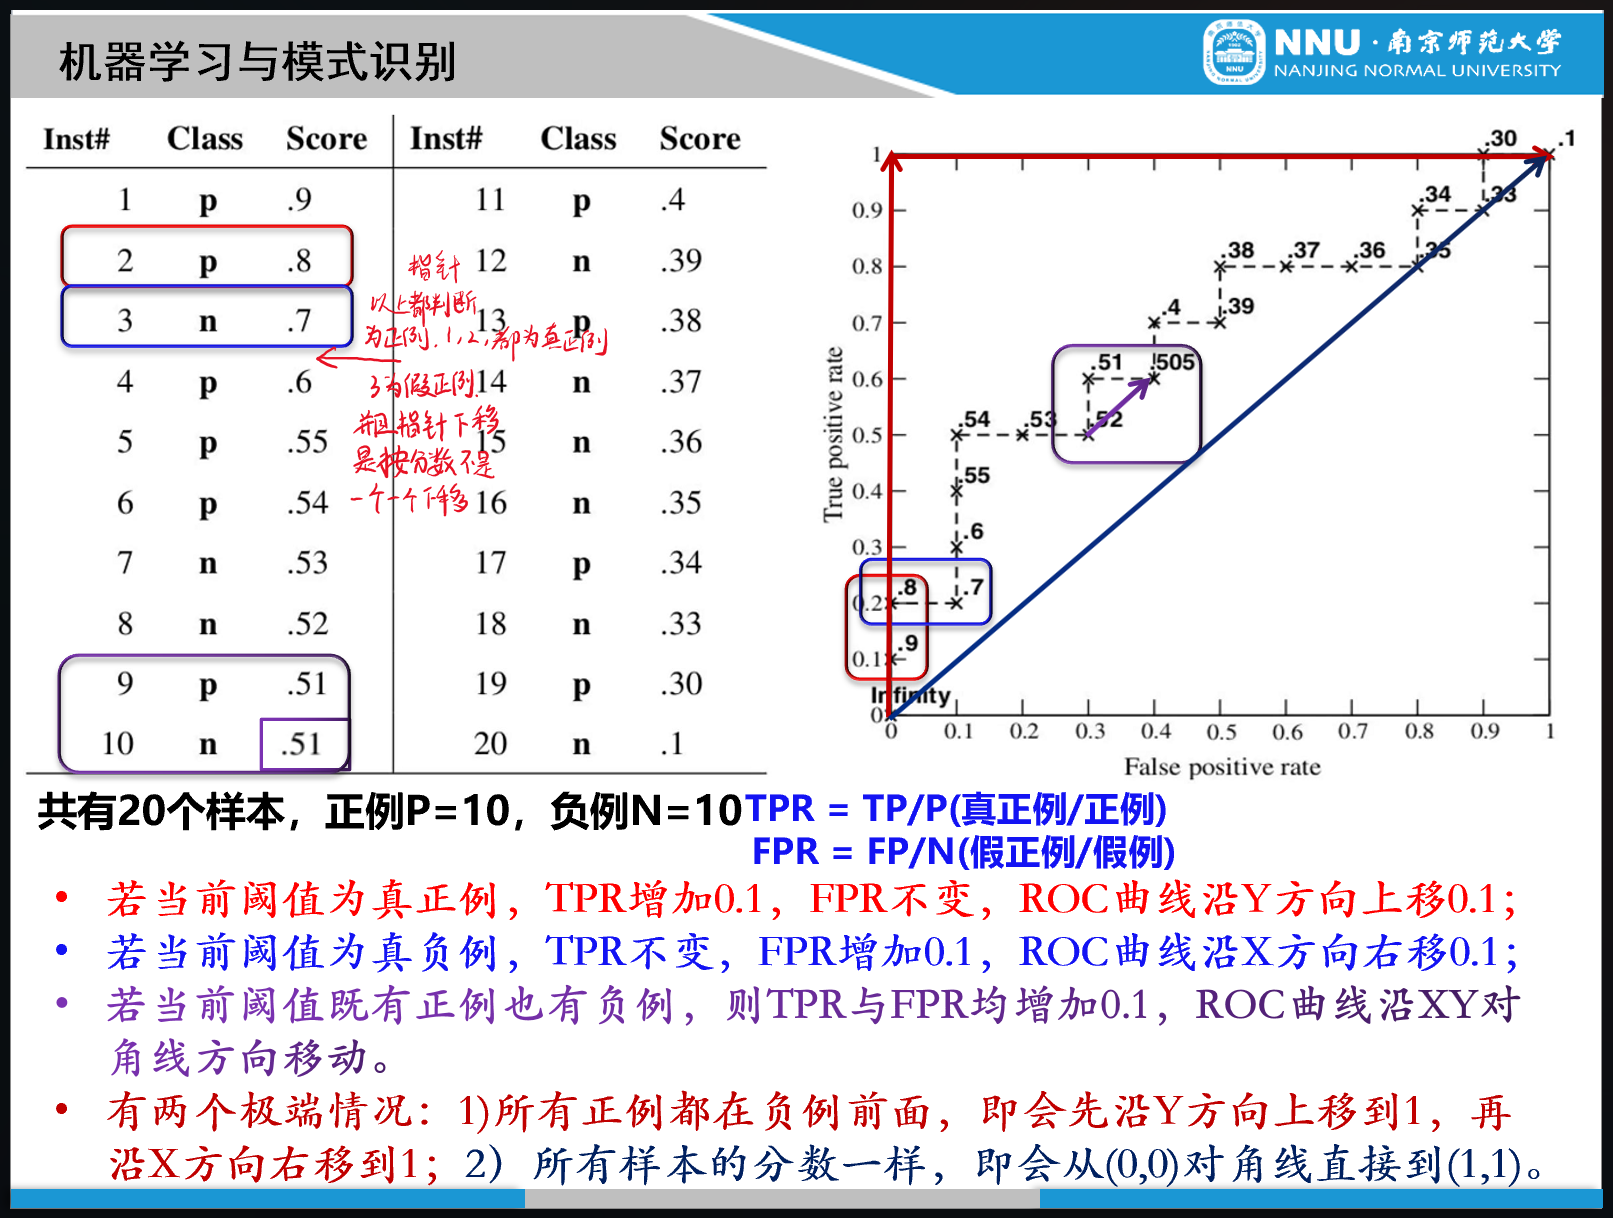 机器学习与模式识别
NNU·南京师范大学
NANJING NORMAL UNIVERSITY
Inst# Class Score Inst# Class Score
1 p .9 11 p .4
2 p .8 12 n .39
3 n .7 13 p .38
4 p .6 14 n .37
5 p .55 15 n .36
6 p .54 16 n .35
7 n .53 17 p .34
8 n .52 18 n .33
9 p .51 19 p .30
10 n .51 20 n .1
指针
以上都判断
为正例.1,2,都为真正例
3为假正例.
并且指针下移
是按分数不是
一个一个下移
True positive rate
1
0.9
0.8
0.7
0.6
0.5
0.4
0.3
0.2
0.1
0
.30 .1
.34 .33
.38 .37 .36 .35
.4 .39
.51 .505
.54 .53 .52
.55
.6
.8 .7
.9
Infinity
0 0.1 0.2 0.3 0.4 0.5 0.6 0.7 0.8 0.9 1
False positive rate
共有20个样本，正例P=10，负例N=10
TPR = TP/P(真正例/正例)
FPR = FP/N(假正例/假例)
• 若当前阈值为真正例，TPR增加0.1，FPR不变，ROC曲线沿Y方向上移0.1；
• 若当前阈值为真负例，TPR不变，FPR增加0.1，ROC曲线沿X方向右移0.1；
• 若当前阈值既有正例也有负例，则TPR与FPR均增加0.1，ROC曲线沿XY对
角线方向移动。
• 有两个极端情况：1)所有正例都在负例前面，即会先沿Y方向上移到1，再
沿X方向右移到1；2）所有样本的分数一样，即会从(0,0)对角线直接到(1,1)。